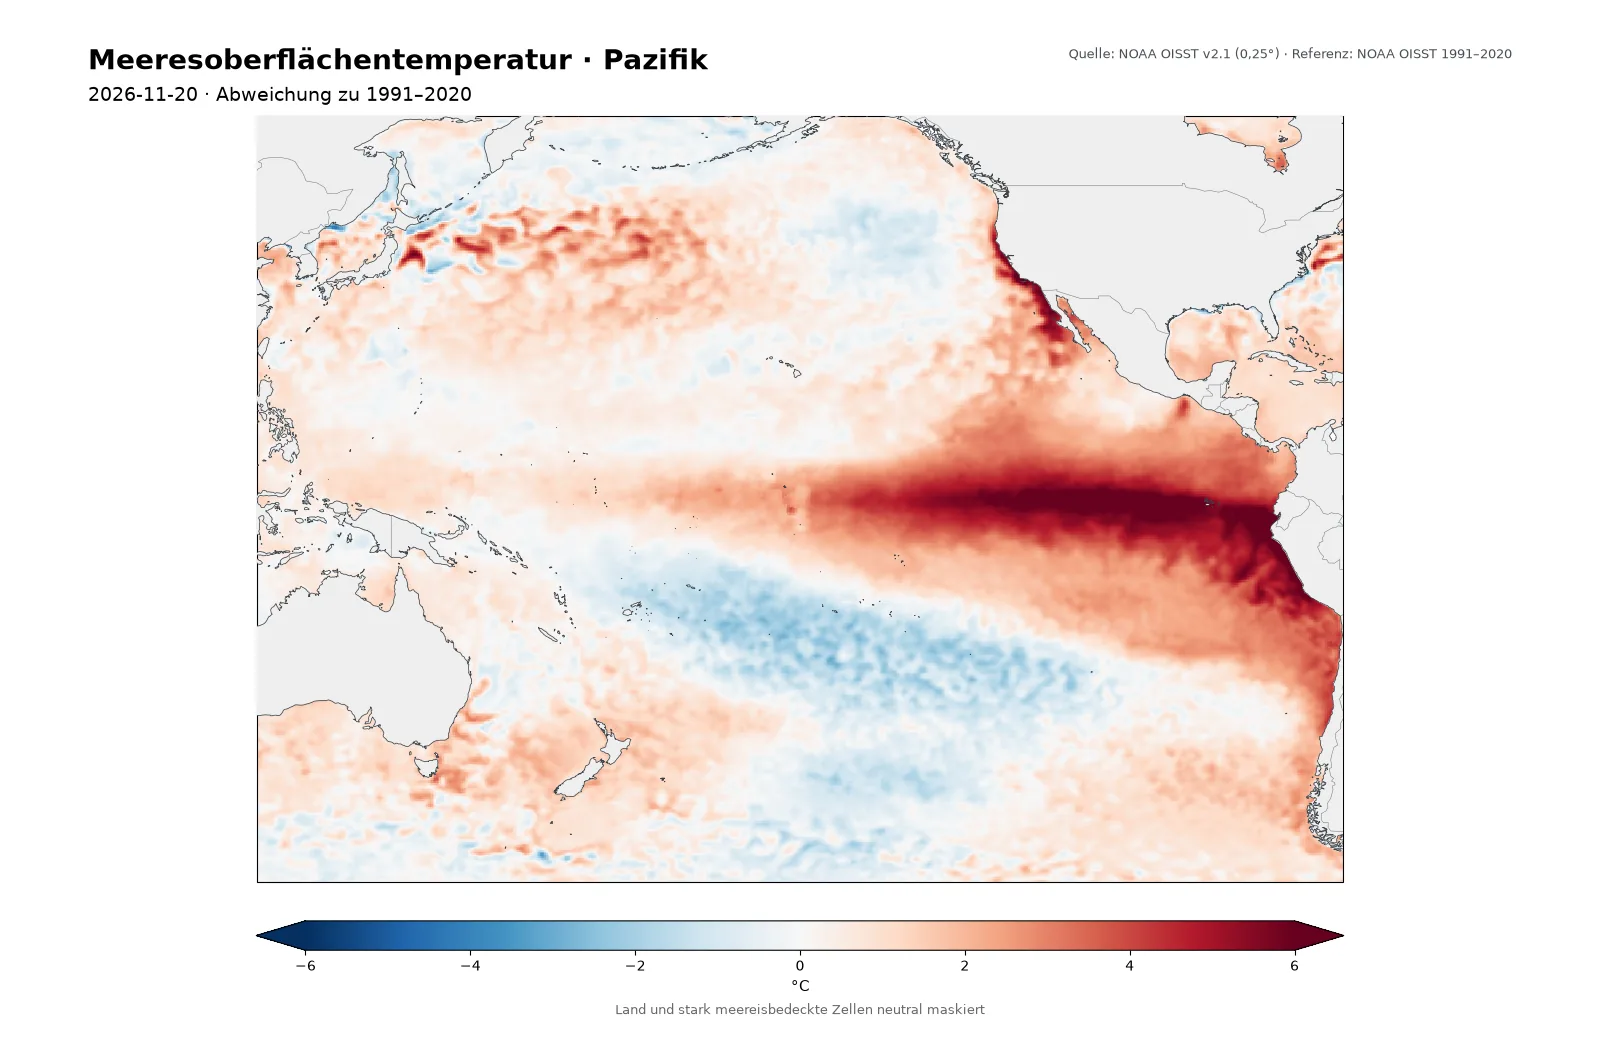 Meeresoberflächentemperatur · Pazifik
Quelle: NOAA OISST v2.1 (0,25°) · Referenz: NOAA OISST 1991–2020
2026-11-20 · Abweichung zu 1991–2020
−6 −4 −2 0 2 4 6
°C
Land und stark meereisbedeckte Zellen neutral maskiert